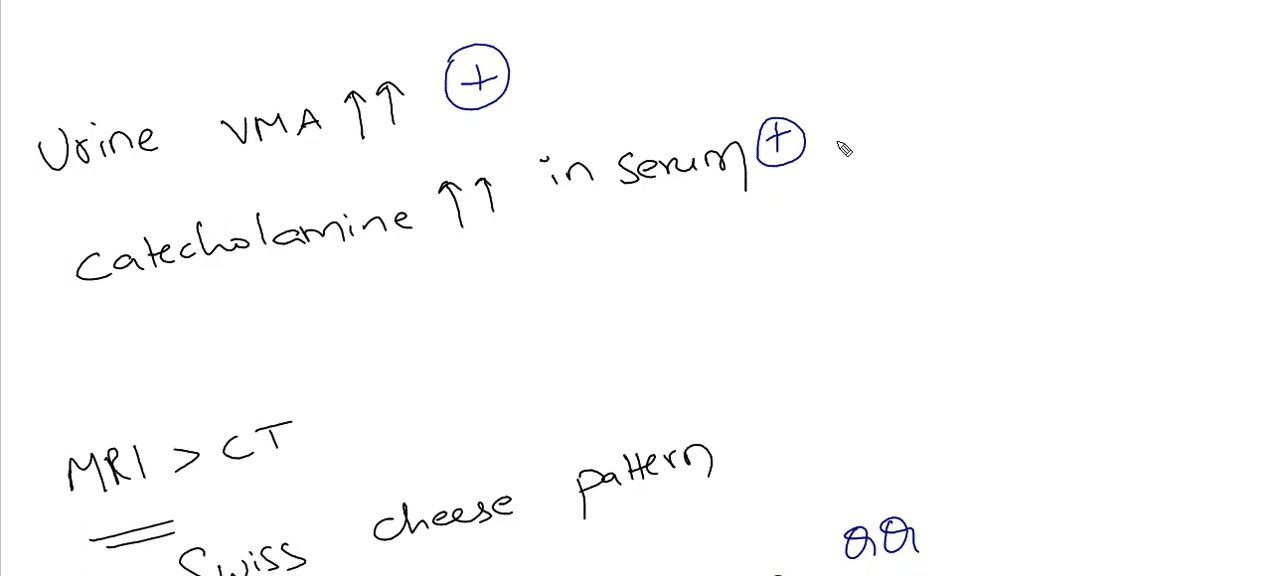 Urine VMA ↑↑ ⊕
Catecholamine ↑↑ in serum ⊕
MRI > CT
Swiss cheese pattern